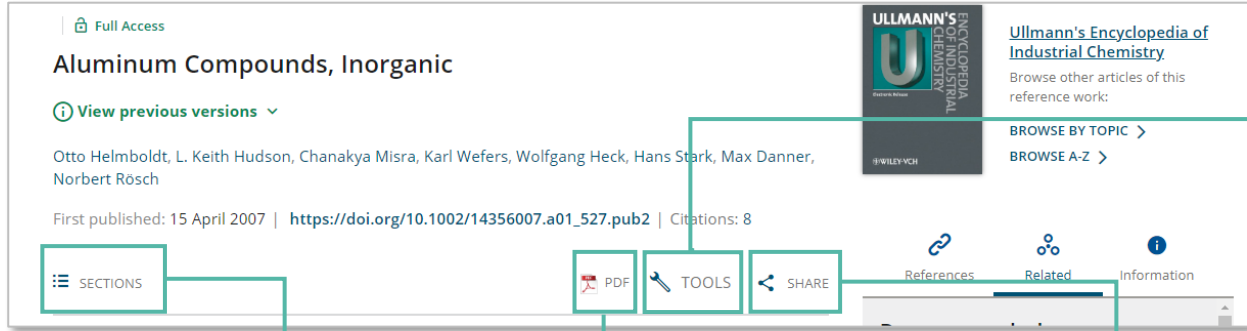 Full Access
Aluminum Compounds, Inorganic
View previous versions
Otto Helmboldt, L. Keith Hudson, Chanakya Misra, Karl Wefers, Wolfgang Heck, Hans Stark, Max Danner,
Norbert Rösch
First published: 15 April 2007 | https://doi.org/10.1002/14356007.a01_527.pub2 | Citations: 8
SECTIONS
PDF
TOOLS
SHARE
ULLMANN'S
ENCYCLOPEDIA
OF INDUSTRIAL
CHEMISTRY
U
WILEY-VCH
Ullmann's Encyclopedia of
Industrial Chemistry
Browse other articles of this
reference work:
BROWSE BY TOPIC
BROWSE A-Z
References
Related
Information